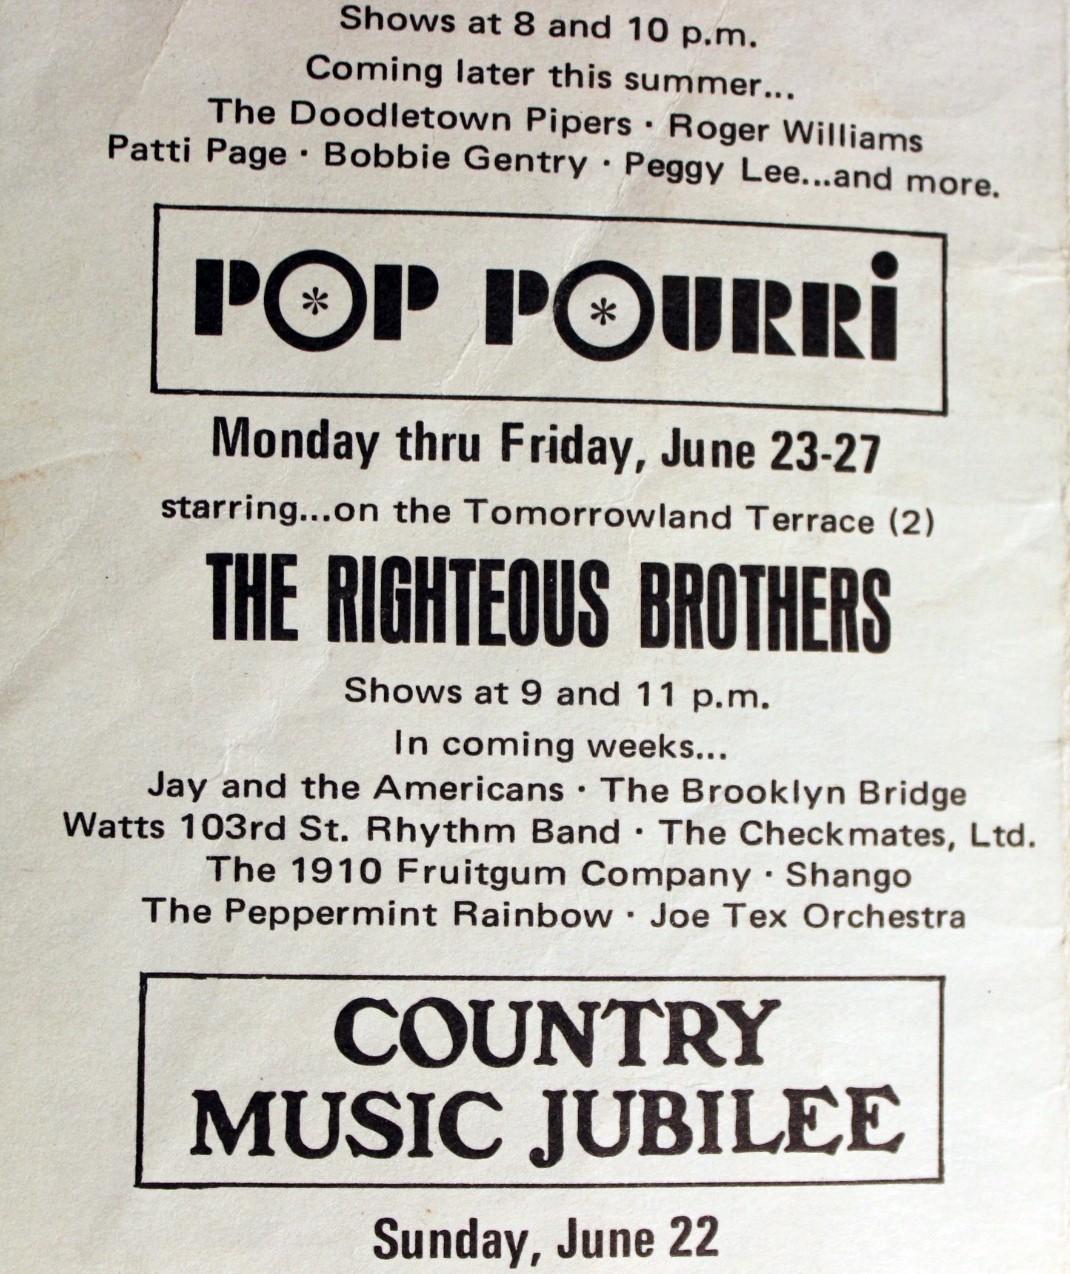 Shows at 8 and 10 p.m.
Coming later this summer...
The Doodletown Pipers · Roger Williams
Patti Page · Bobbie Gentry · Peggy Lee...and more.
POP POURRi
Monday thru Friday, June 23-27
starring...on the Tomorrowland Terrace (2)
THE RIGHTEOUS BROTHERS
Shows at 9 and 11 p.m.
In coming weeks...
Jay and the Americans · The Brooklyn Bridge
Watts 103rd St. Rhythm Band · The Checkmates, Ltd.
The 1910 Fruitgum Company · Shango
The Peppermint Rainbow · Joe Tex Orchestra
COUNTRY
MUSIC JUBILEE
Sunday, June 22